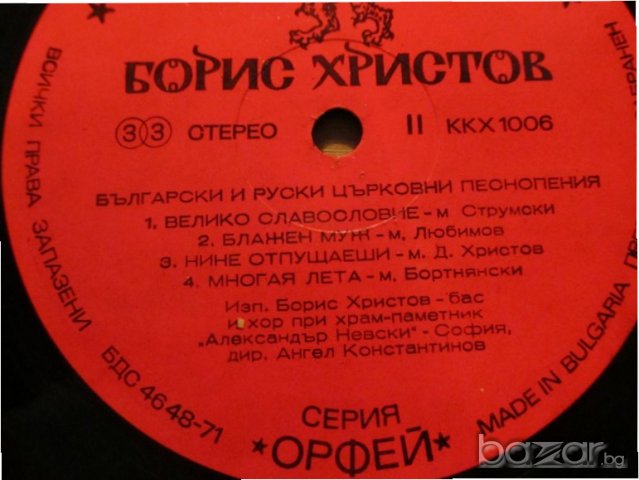 БОРИС ХРИСТОВ
33 СТЕРЕО II ККХ 1006
БЪЛГАРСКИ И РУСКИ ЦЪРКОВНИ ПЕСНОПЕНИЯ
1. ВЕЛИКО СЛАВОСЛОВИЕ – м Струмски
2. БЛАЖЕН МУЖ – м. Любимов
3. НИНЕ ОТПУЩАЕШИ – м. Д. Христов
4. МНОГАЯ ЛЕТА – м. Бортнянски
Изп. Борис Христов – бас
и хор при храм-паметник
„Александър Невски" – София,
дир. Ангел Константинов
СЕРИЯ
*ОРФЕЙ*
ВСИЧКИ ПРАВА ЗАПАЗЕНИ
БДС 4648-71
MADE IN BULGARIA
bazar.bg